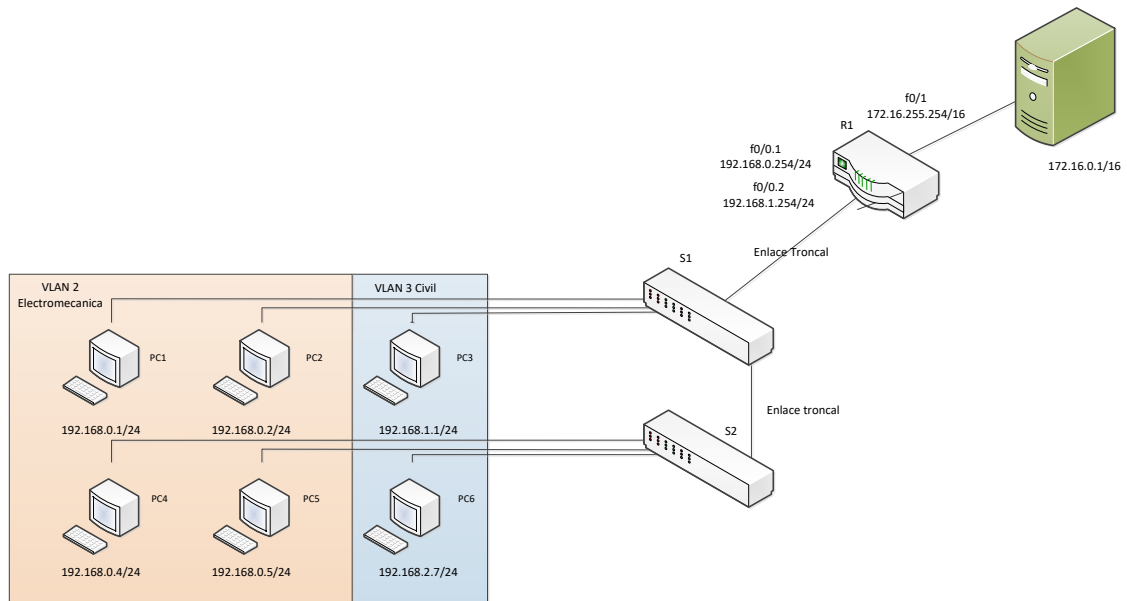 f0/1
172.16.255.254/16
R1
172.16.0.1/16
f0/0.1
192.168.0.254/24
f0/0.2
192.168.1.254/24
Enlace Troncal
S1
VLAN 2
Electromecanica
VLAN 3 Civil
PC1
PC2
PC3
192.168.0.1/24
192.168.0.2/24
192.168.1.1/24
Enlace troncal
S2
PC4
PC5
PC6
192.168.0.4/24
192.168.0.5/24
192.168.2.7/24